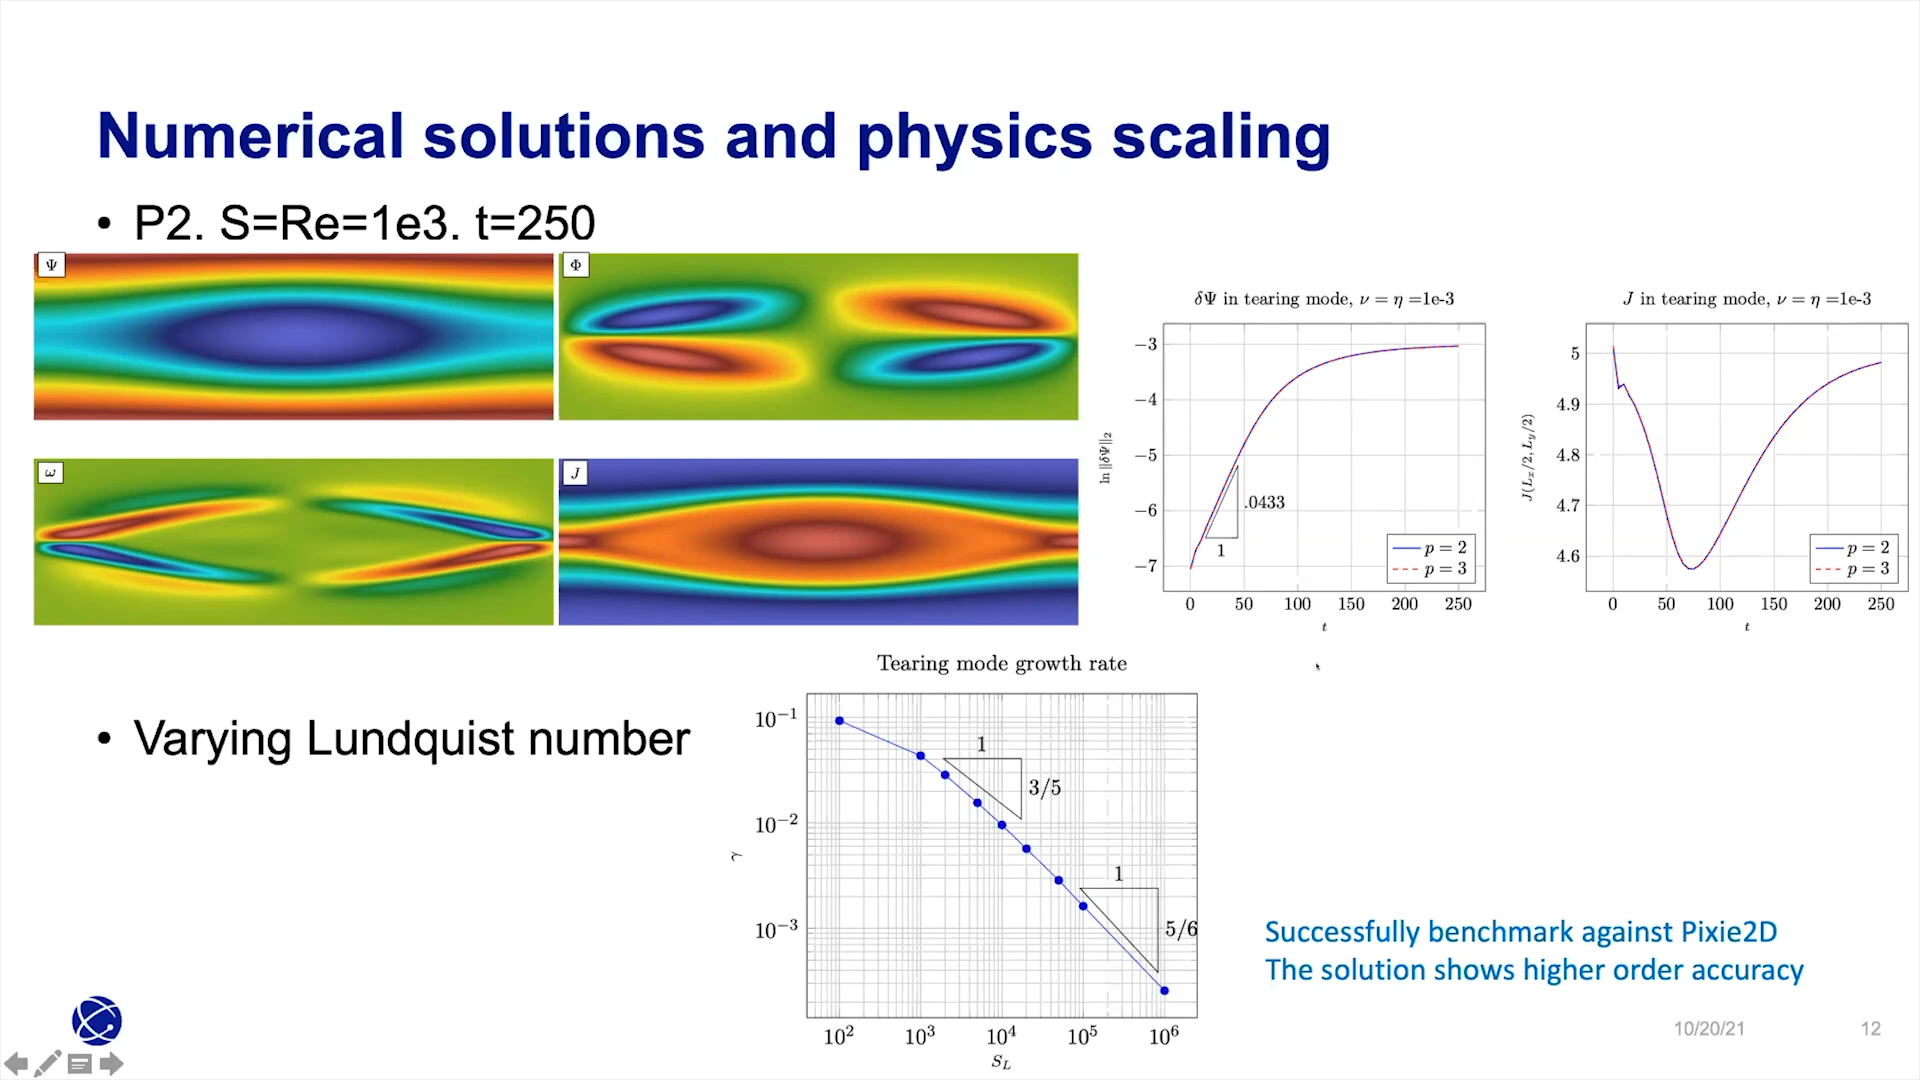 Numerical solutions and physics scaling
• P2. S=Re=1e3. t=250
Ψ
Φ
ω
J
δΨ in tearing mode, ν = η =1e-3
ln ||δΨ||₂
−3
−4
−5
−6
−7
.0433
1
p = 2
p = 3
0 50 100 150 200 250
t
J in tearing mode, ν = η =1e-3
J(Lₓ/2, L_y/2)
5
4.9
4.8
4.7
4.6
p = 2
p = 3
0 50 100 150 200 250
t
• Varying Lundquist number
Tearing mode growth rate
γ
10⁻¹
10⁻²
10⁻³
1
3/5
1
5/6
10² 10³ 10⁴ 10⁵ 10⁶
S_L
Successfully benchmark against Pixie2D
The solution shows higher order accuracy
10/20/21 12